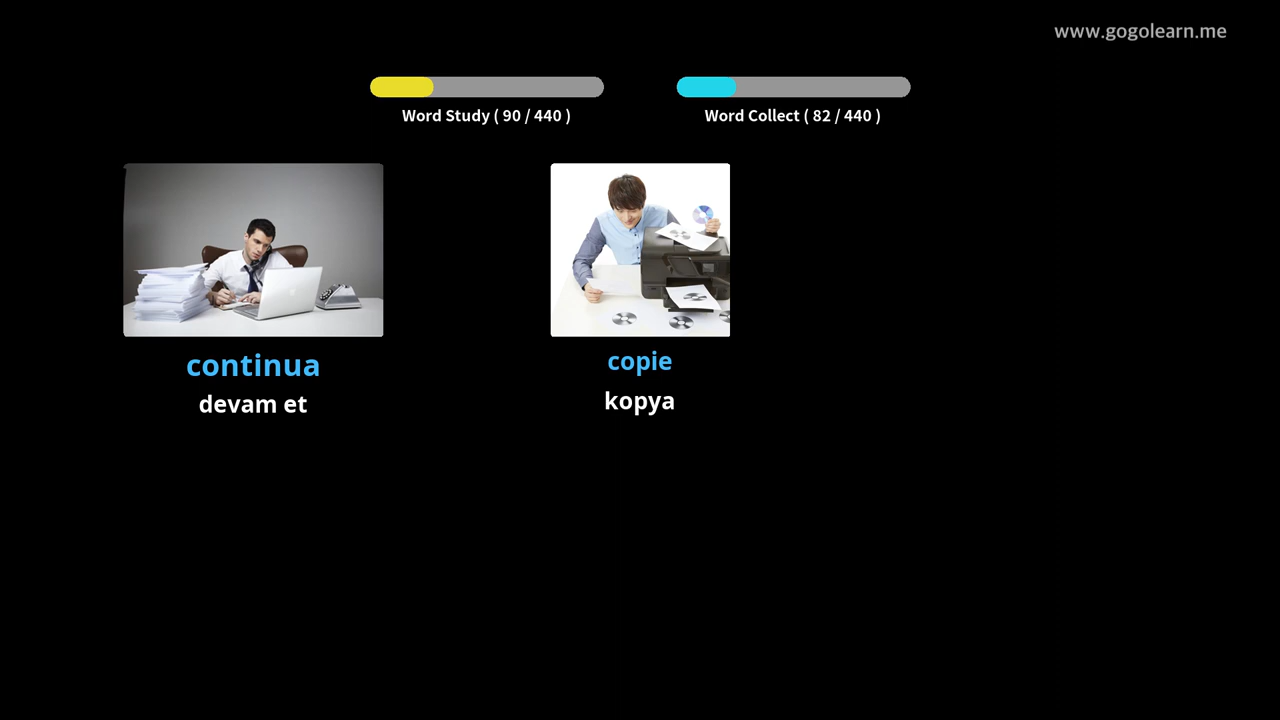 www.gogolearn.me
Word Study ( 90 / 440 )
Word Collect ( 82 / 440 )
continua
devam et
copie
kopya